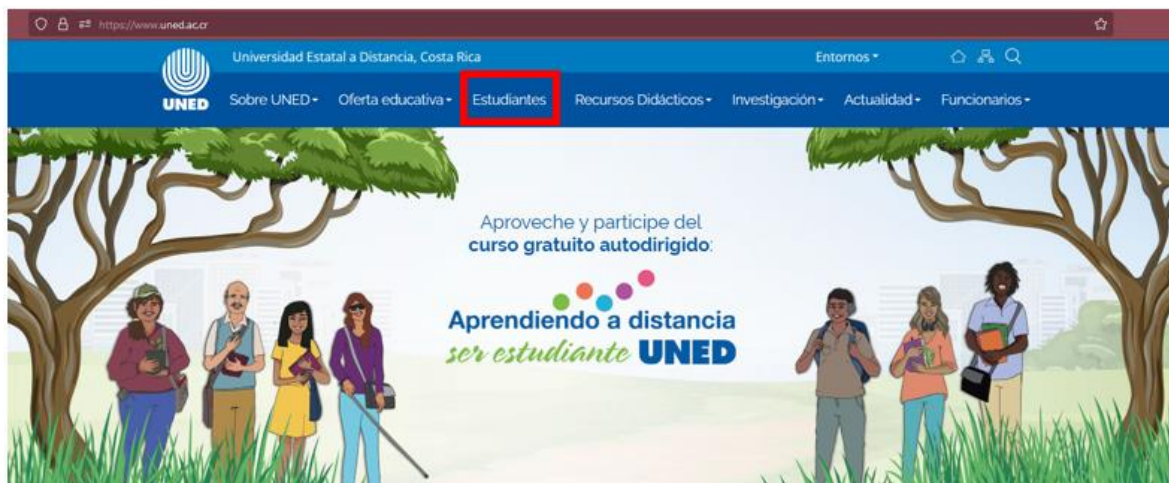 https://www.uned.ac.cr
Universidad Estatal a Distancia, Costa Rica
Entornos
UNED
Sobre UNED
Oferta educativa
Estudiantes
Recursos Didácticos
Investigación
Actualidad
Funcionarios
Aproveche y participe del
curso gratuito autodirigido:
Aprendiendo a distancia
ser estudiante UNED